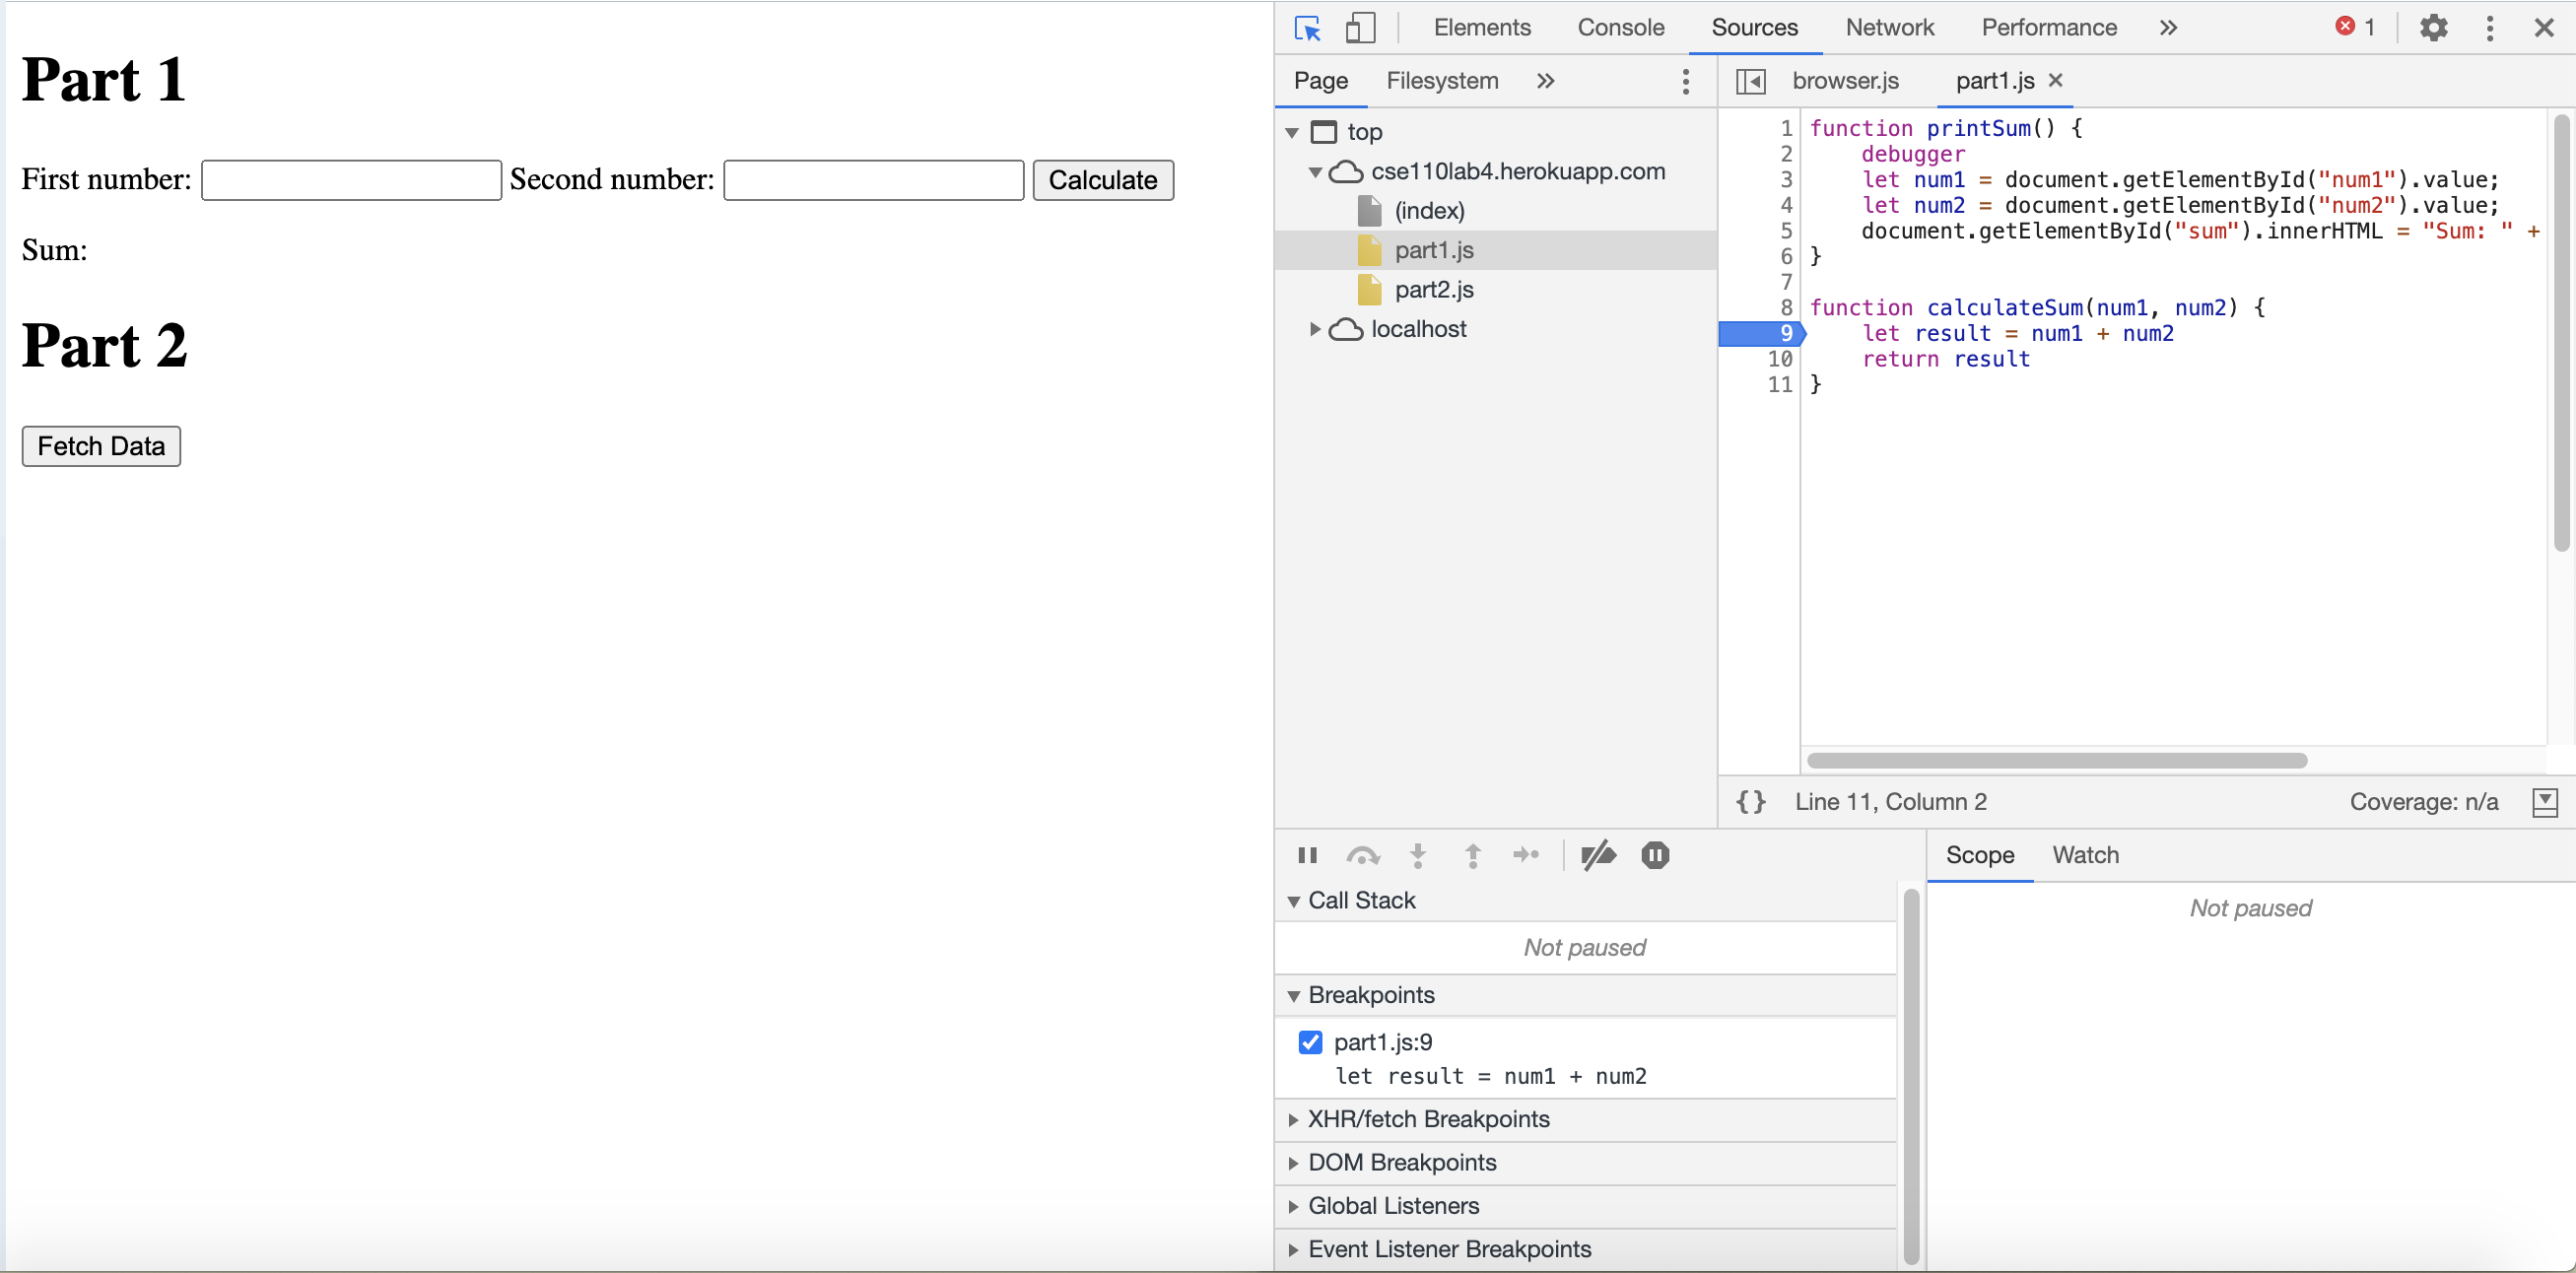 Part 1
First number: Second number: Calculate
Sum:
Part 2
Fetch Data
Elements Console Sources Network Performance » 1
Page Filesystem »
top
cse110lab4.herokuapp.com
(index)
part1.js
part2.js
localhost
browser.js part1.js ×
1 function printSum() {
2 debugger
3 let num1 = document.getElementById("num1").value;
4 let num2 = document.getElementById("num2").value;
5 document.getElementById("sum").innerHTML = "Sum: " +
6 }
7
8 function calculateSum(num1, num2) {
9 let result = num1 + num2
10 return result
11 }
{} Line 11, Column 2 Coverage: n/a
Call Stack
Not paused
Breakpoints
part1.js:9
let result = num1 + num2
XHR/fetch Breakpoints
DOM Breakpoints
Global Listeners
Event Listener Breakpoints
Scope Watch
Not paused